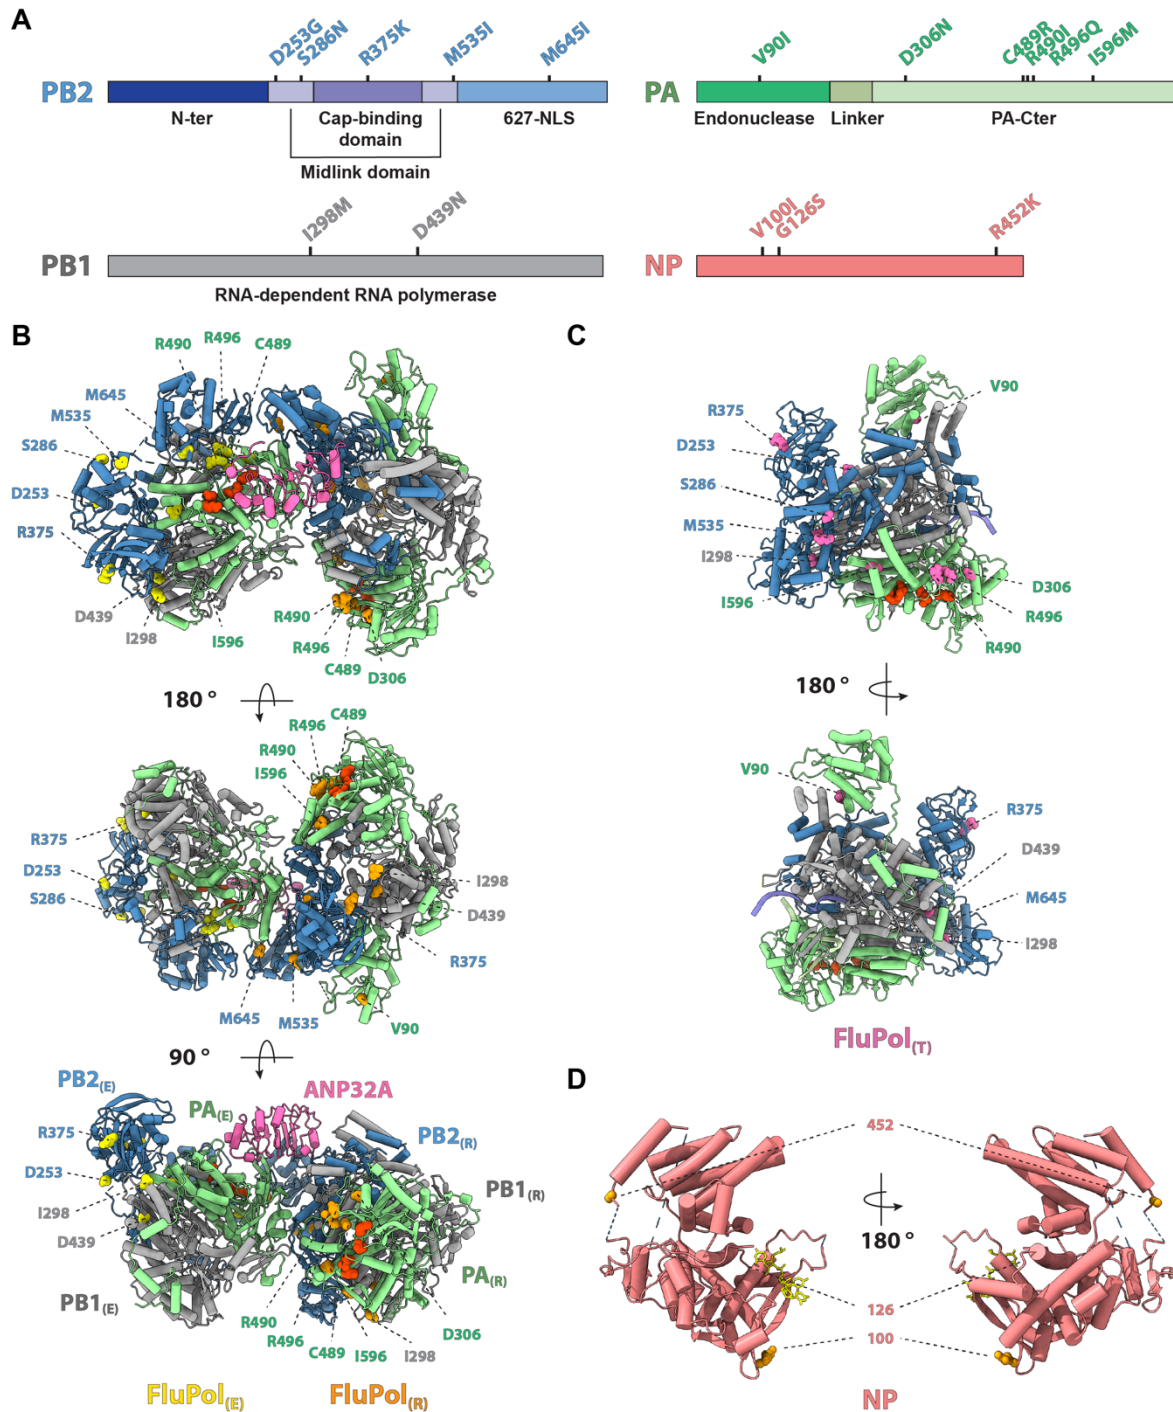 A
D253G
S286N
R375K
M535I
M645I
PB2
N-ter
Cap-binding
domain
627-NLS
Midlink domain
V90I
D306N
C489R
R490I
R496Q
I596M
PA
Endonuclease
Linker
PA-Cter
I298M
D439N
PB1
RNA-dependent RNA polymerase
V100I
G126S
R452K
NP
B
R490
R496
C489
M645
M535
S286
D253
R375
D439
I298
I596
R490
R496
C489
D306
180 °
C489
R496
R490
I596
R375
D253
S286
I298
D439
R375
M645
M535
V90
90 °
PB2(E)
PA(E)
ANP32A
PB2(R)
R375
D253
I298
D439
PB1(E)
PB1(R)
PA(R)
R490
R496
C489
I596
I298
D306
FluPol(E)
FluPol(R)
C
V90
R375
D253
S286
M535
I298
I596
D306
R496
R490
180 °
V90
R375
D439
M645
I298
FluPol(T)
D
452
180 °
126
100
NP